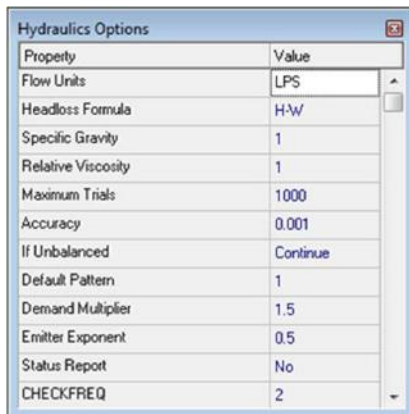 Hydraulics Options
Property Value
Flow Units LPS
Headloss Formula H-W
Specific Gravity 1
Relative Viscosity 1
Maximum Trials 1000
Accuracy 0.001
If Unbalanced Continue
Default Pattern 1
Demand Multiplier 1.5
Emitter Exponent 0.5
Status Report No
CHECKFREQ 2